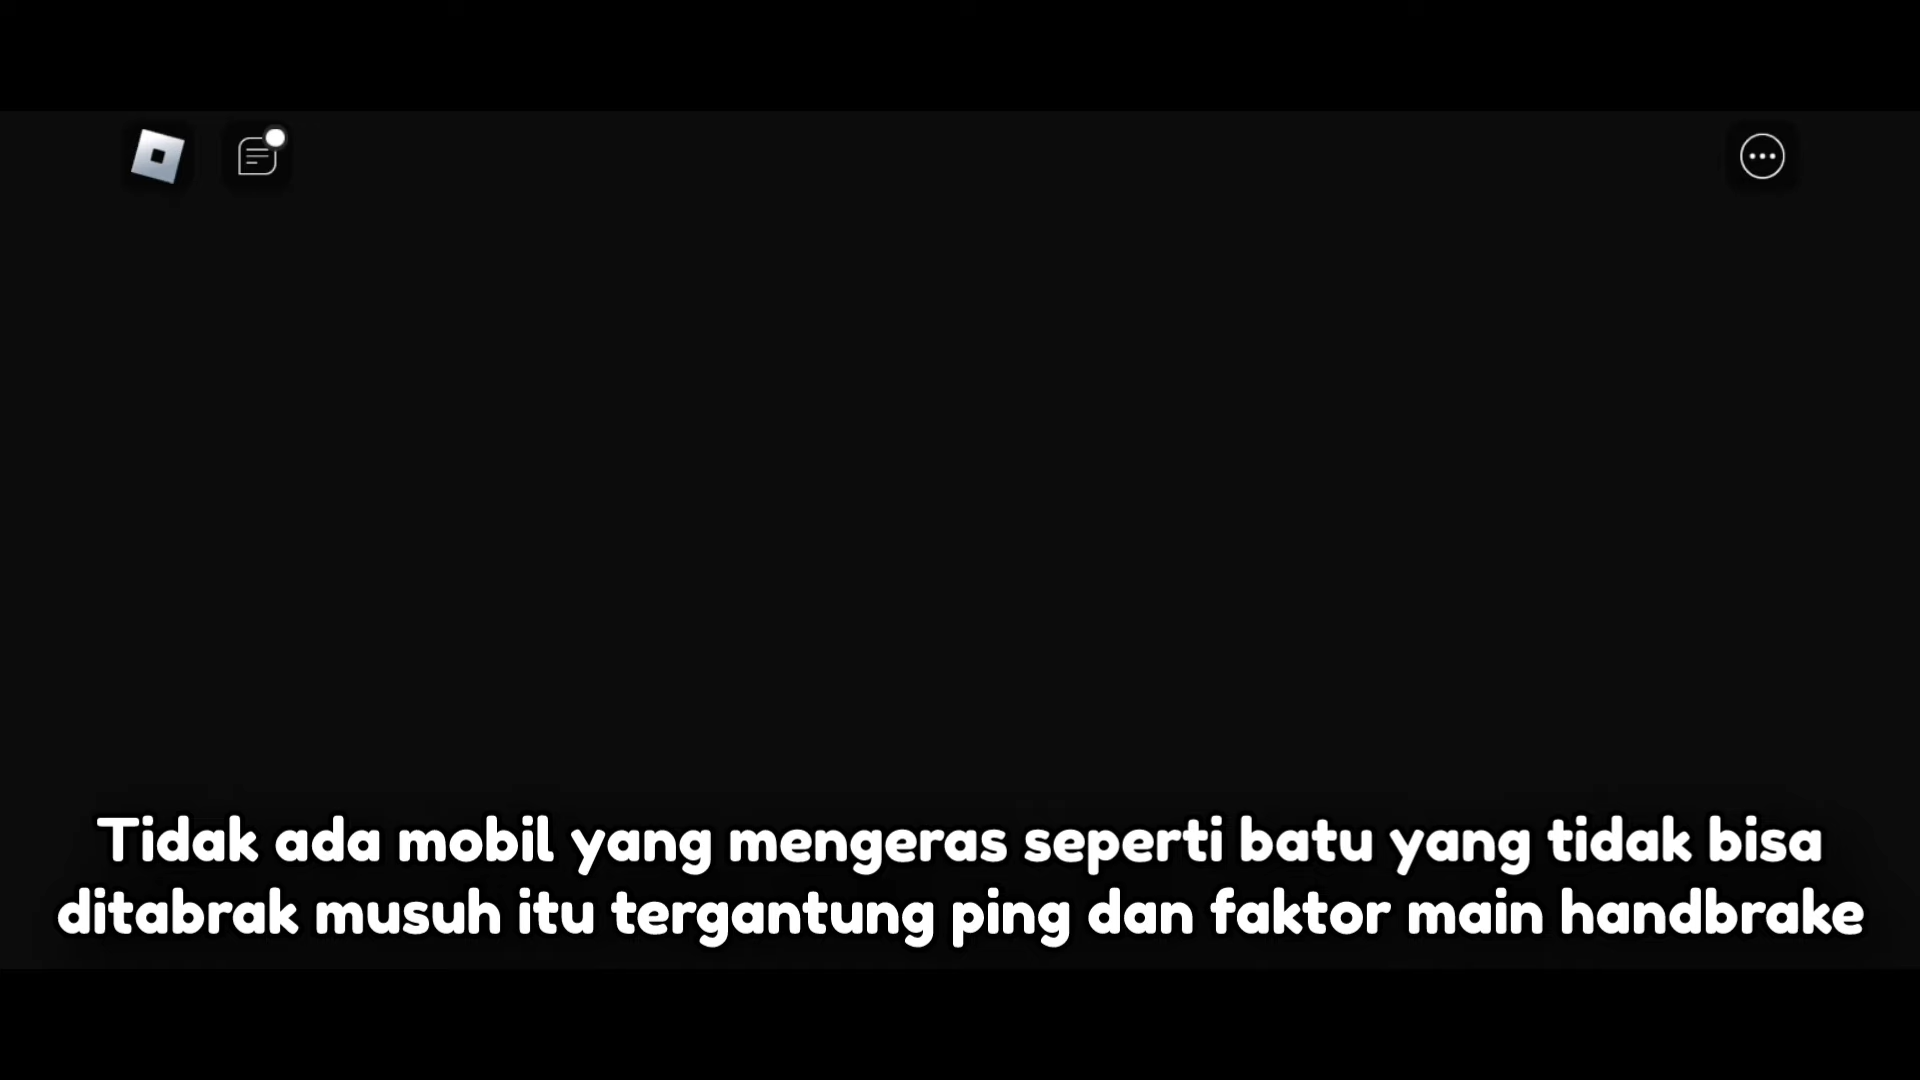 Tidak ada mobil yang mengeras seperti batu yang tidak bisa
ditabrak musuh itu tergantung ping dan faktor main handbrake